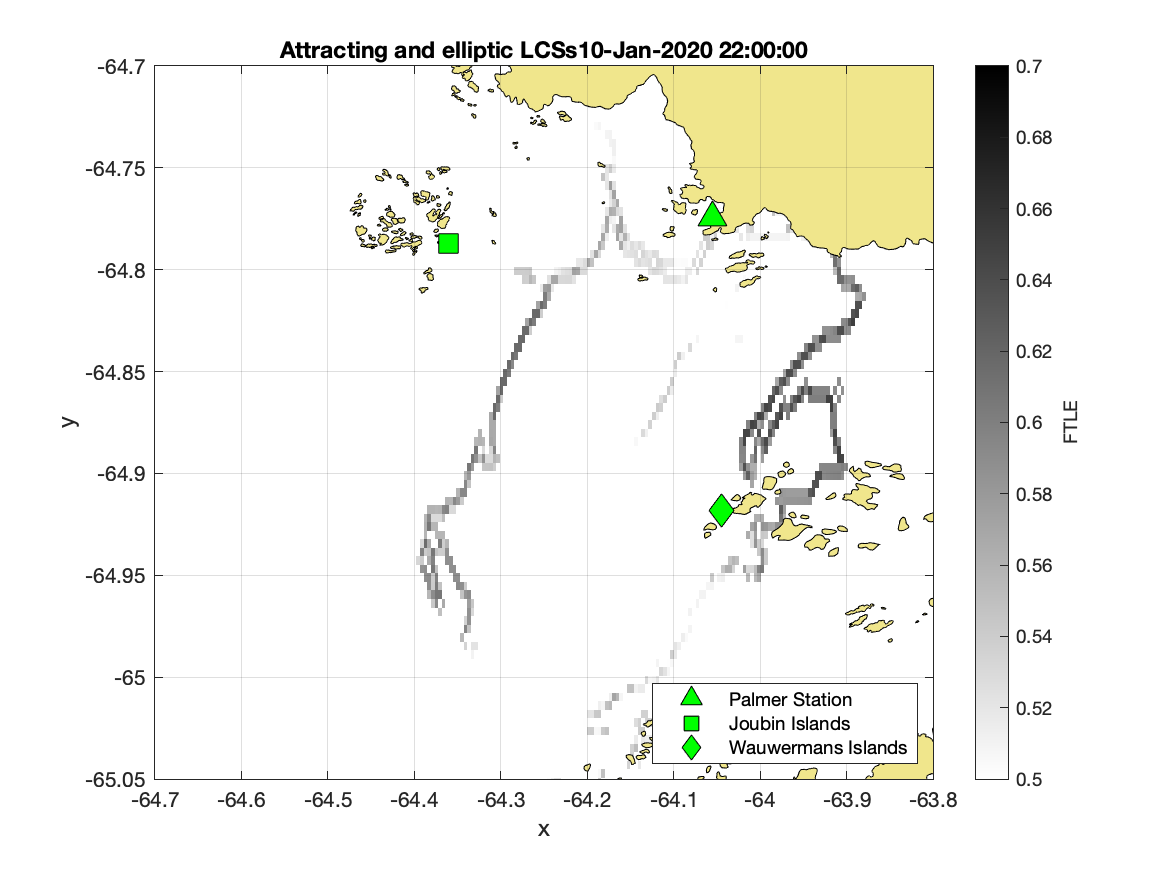 Attracting and elliptic LCSs10-Jan-2020 22:00:00
-64.7
-64.75
-64.8
-64.85
-64.9
-64.95
-65
-65.05
y
-64.7 -64.6 -64.5 -64.4 -64.3 -64.2 -64.1 -64 -63.9 -63.8
x
Palmer Station
Joubin Islands
Wauwermans Islands
0.7
0.68
0.66
0.64
0.62
0.6
0.58
0.56
0.54
0.52
0.5
FTLE